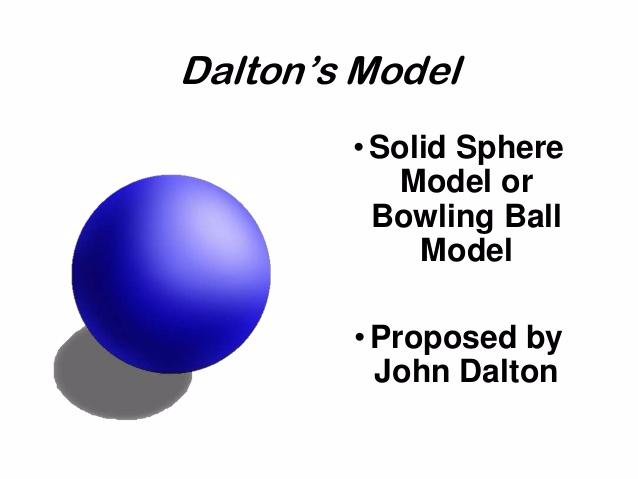 Dalton's Model
•Solid Sphere
Model or
Bowling Ball
Model
•Proposed by
John Dalton